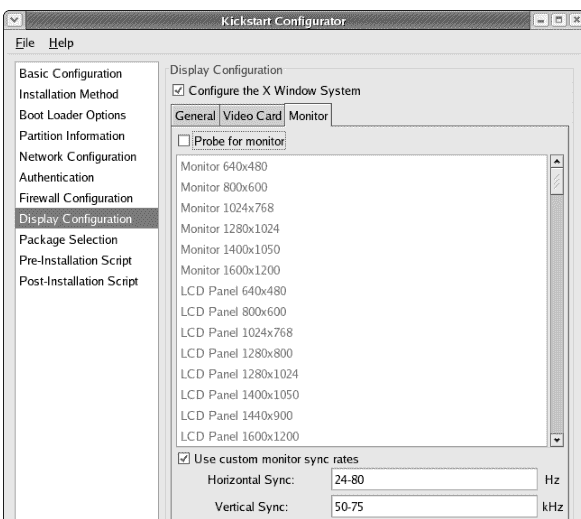 Kickstart Configurator
File Help
Basic Configuration
Installation Method
Boot Loader Options
Partition Information
Network Configuration
Authentication
Firewall Configuration
Display Configuration
Package Selection
Pre-Installation Script
Post-Installation Script
Display Configuration
Configure the X Window System
General Video Card Monitor
Probe for monitor
Monitor 640x480
Monitor 800x600
Monitor 1024x768
Monitor 1280x1024
Monitor 1400x1050
Monitor 1600x1200
LCD Panel 640x480
LCD Panel 800x600
LCD Panel 1024x768
LCD Panel 1280x800
LCD Panel 1280x1024
LCD Panel 1400x1050
LCD Panel 1440x900
LCD Panel 1600x1200
Use custom monitor sync rates
Horizontal Sync: 24-80 Hz
Vertical Sync: 50-75 kHz